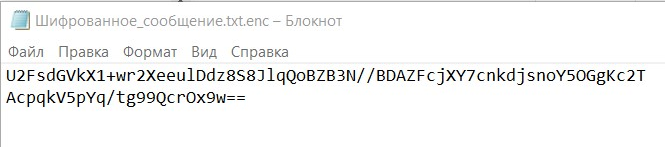 Шифрованное_сообщение.txt.enc – Блокнот
Файл Правка Формат Вид Справка
U2FsdGVkX1+wr2XeeulDdz8S8JlqQoBZB3N//BDAZFcjXY7cnkdjsnoY5OGgKc2T
AcpqkV5pYq/tg99QcrOx9w==